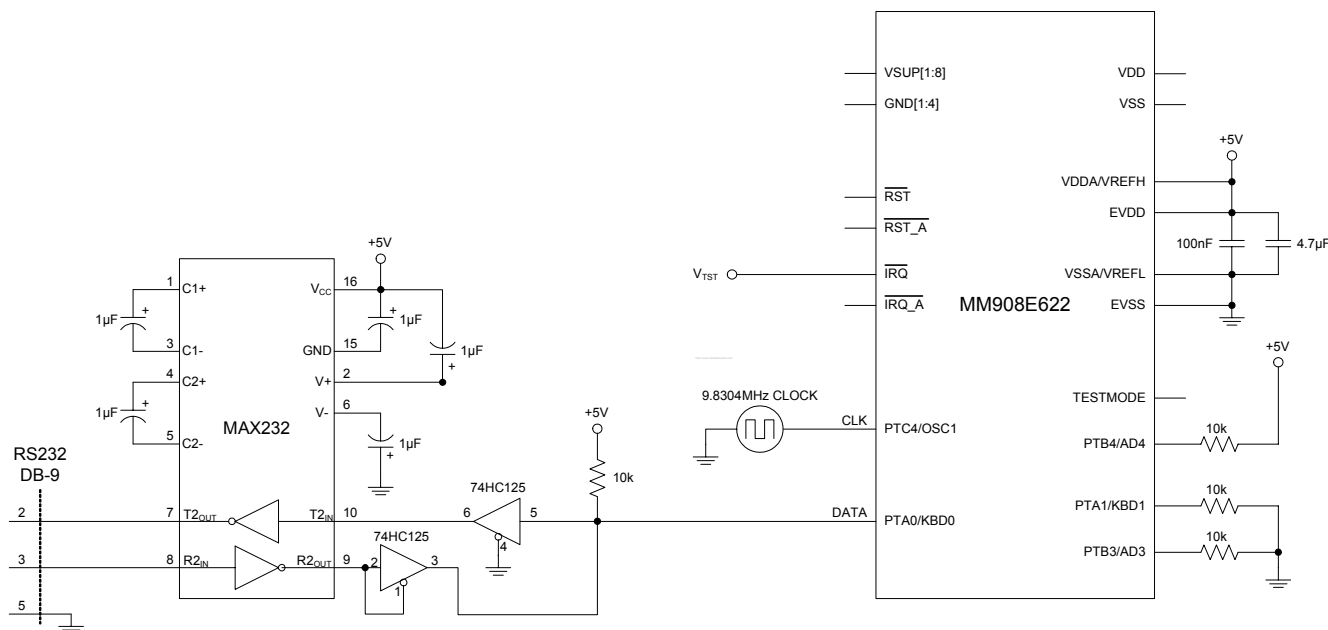 VSUP[1:8]
VDD
GND[1:4]
VSS
+5V
VDDA/VREFH
RST
EVDD
RST_A
100nF
4.7µF
+5V
VTST
IRQ
VSSA/VREFL
MM908E622
1
C1+
VCC
16
IRQ_A
EVSS
1µF
+
+
1µF
3
C1-
GND
15
1µF
+
+5V
4
C2+
V+
2
9.8304MHz CLOCK
TESTMODE
1µF
+
V-
6
+5V
MAX232
CLK
PTC4/OSC1
PTB4/AD4
10k
5
C2-
1µF
+
RS232
DB-9
10k
74HC125
10k
2
7
T2OUT
T2IN
10
6
5
DATA
PTA0/KBD0
PTA1/KBD1
4
74HC125
10k
3
8
R2IN
R2OUT
9
2
3
PTB3/AD3
1
5